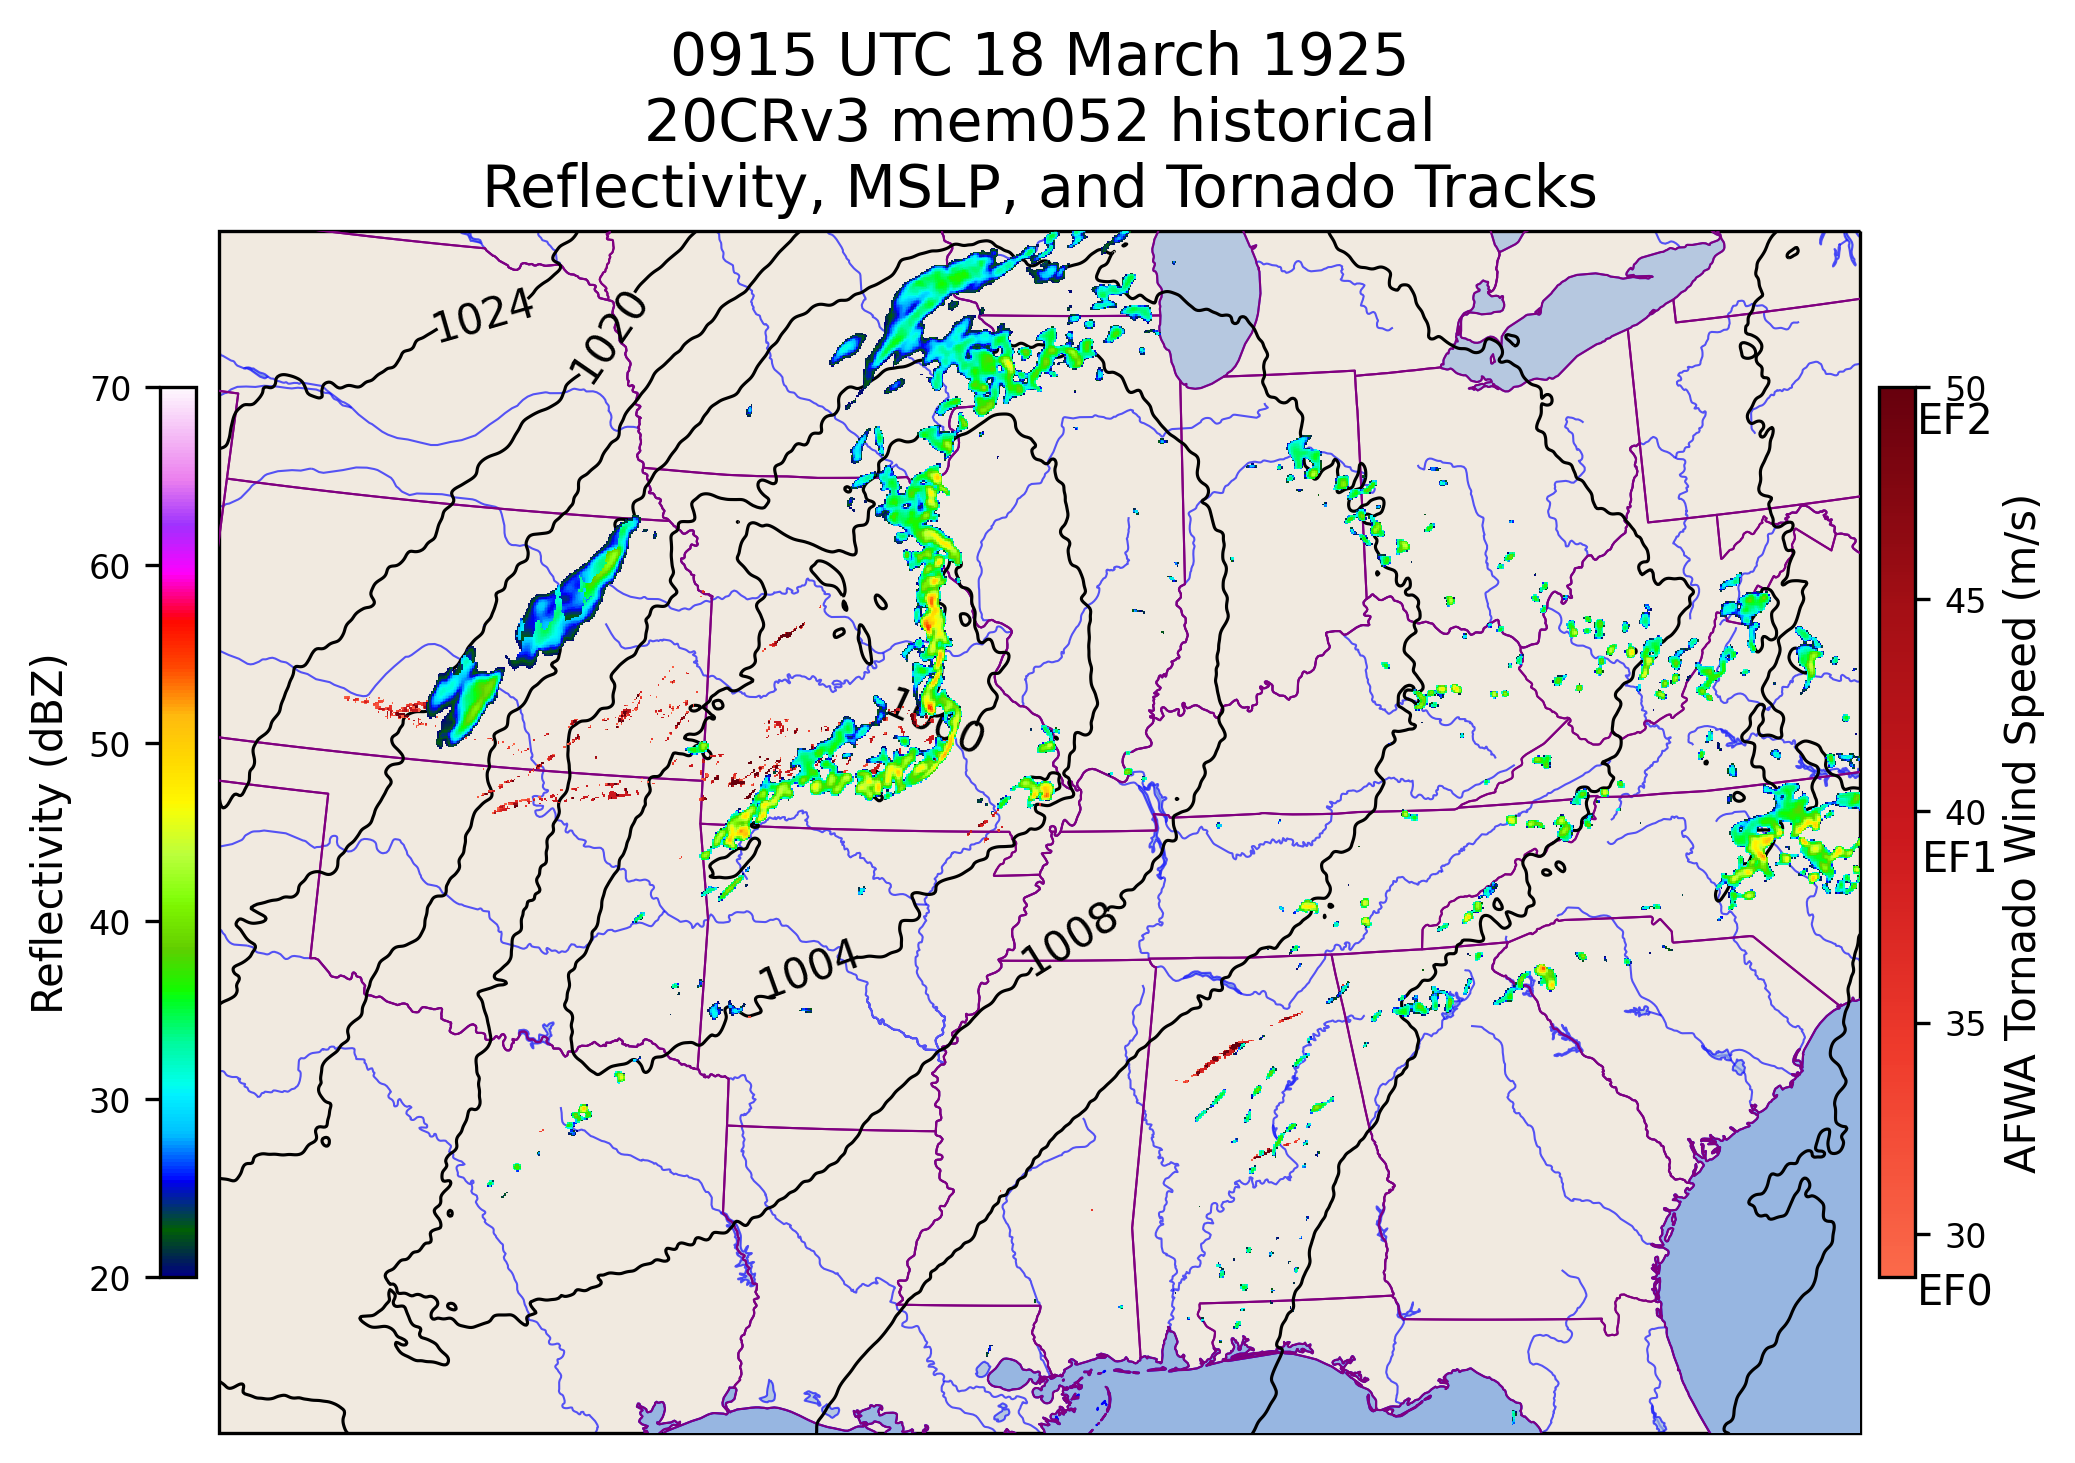 0915 UTC 18 March 1925
20CRv3 mem052 historical
Reflectivity, MSLP, and Tornado Tracks
1024
1020
1000
1004
1008
70
60
50
40
30
20
Reflectivity (dBZ)
50
EF2
45
40
EF1
35
30
EF0
AFWA Tornado Wind Speed (m/s)